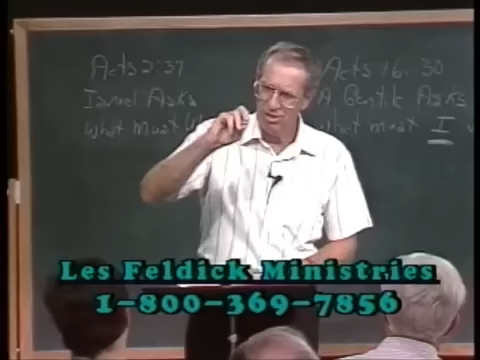 Acts 2:37
Israel Asks
what must
Acts 16:30
A Gentile Asks
what must I
Les Feldick Ministries
1-800-369-7856